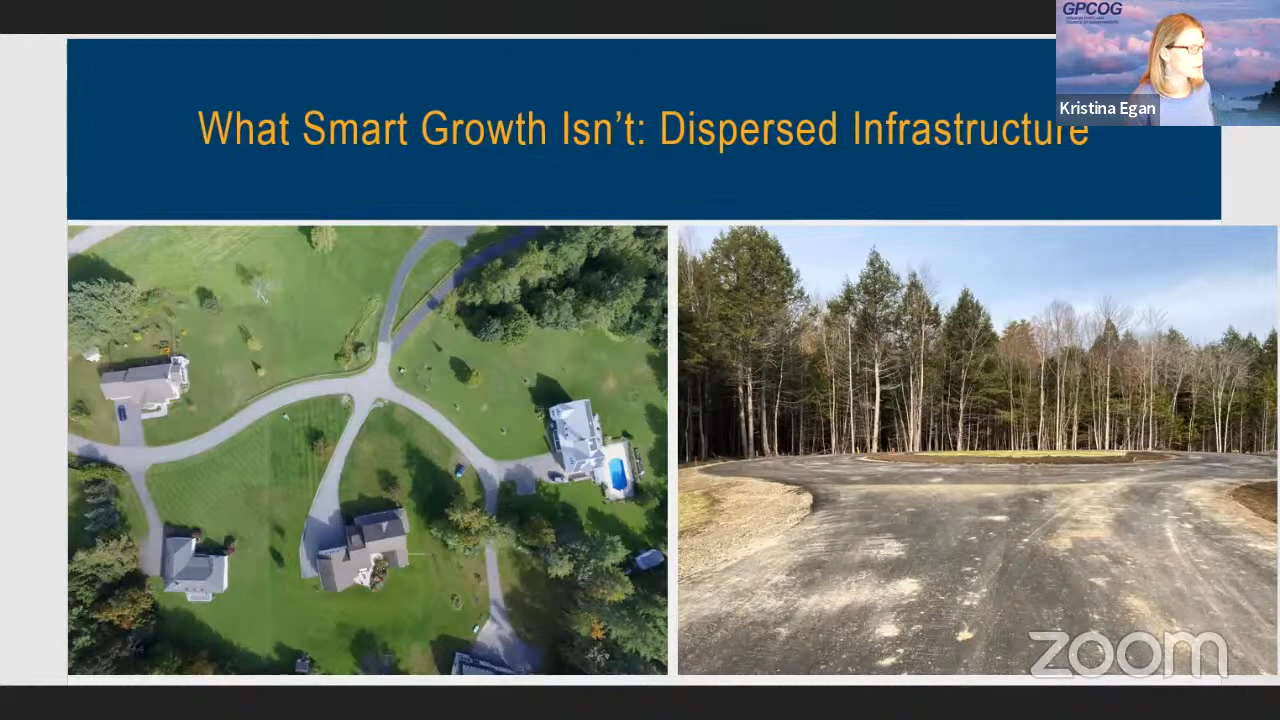 GPCOG
What Smart Growth Isn't: Dispersed Infrastructure
Kristina Egan
zoom